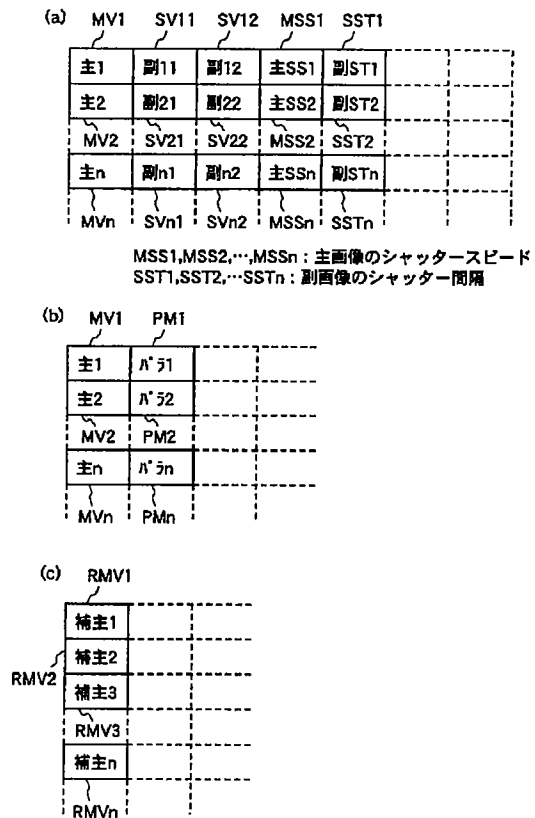 (a) MV1 SV11 SV12 MSS1 SST1
主1 副11 副12 主SS1 副ST1
主2 副21 副22 主SS2 副ST2
MV2 SV21 SV22 MSS2 SST2
主n 副n1 副n2 主SSn 副STn
MVn SVn1 SVn2 MSSn SSTn
MSS1,MSS2,…,MSSn：主画像のシャッタースピード
SST1,SST2,…SSTn：副画像のシャッター間隔
(b) MV1 PM1
主1 ﾊﾟﾗ1
主2 ﾊﾟﾗ2
MV2 PM2
主n ﾊﾟﾗn
MVn PMn
(c) RMV1
補主1
補主2
RMV2
補主3
RMV3
補主n
RMVn